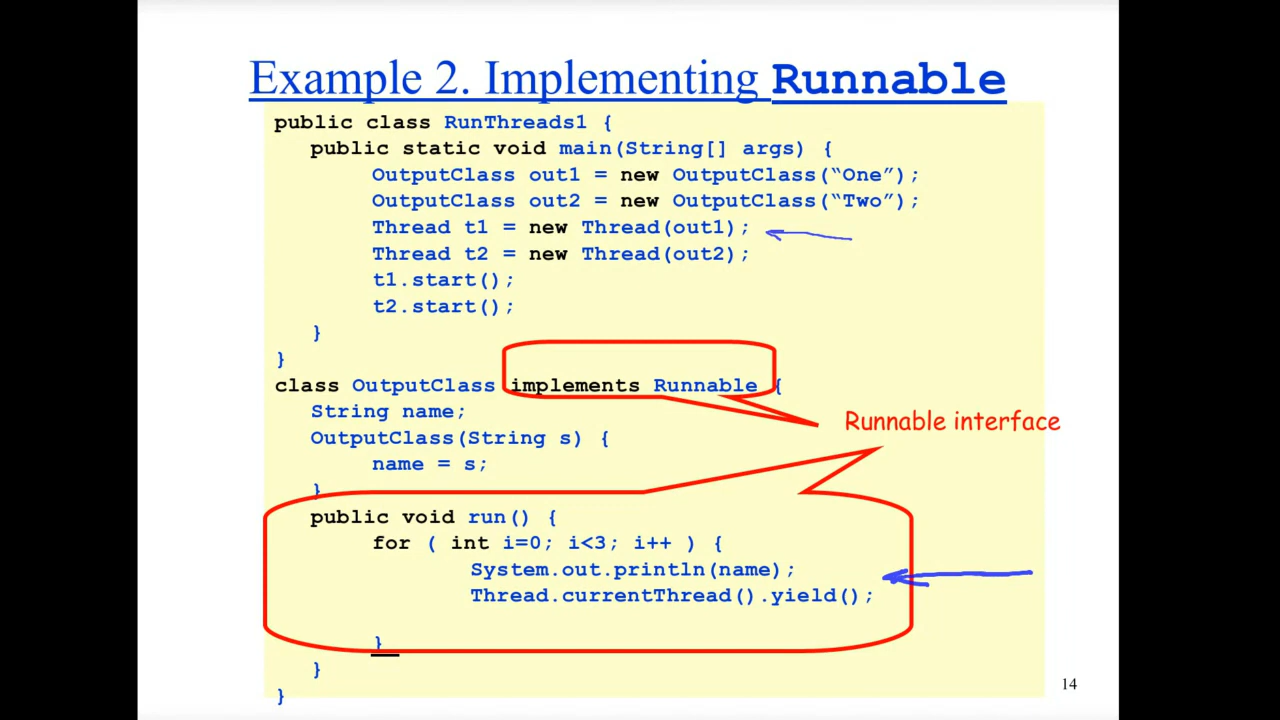 Example 2. Implementing Runnable
public class RunThreads1 {
public static void main(String[] args) {
OutputClass out1 = new OutputClass(“One”);
OutputClass out2 = new OutputClass(“Two”);
Thread t1 = new Thread(out1);
Thread t2 = new Thread(out2);
t1.start();
t2.start();
}
}
class OutputClass implements Runnable {
String name;
Runnable interface
OutputClass(String s) {
name = s;
}
public void run() {
for ( int i=0; i<3; i++ ) {
System.out.println(name);
Thread.currentThread().yield();
}
}
}
14